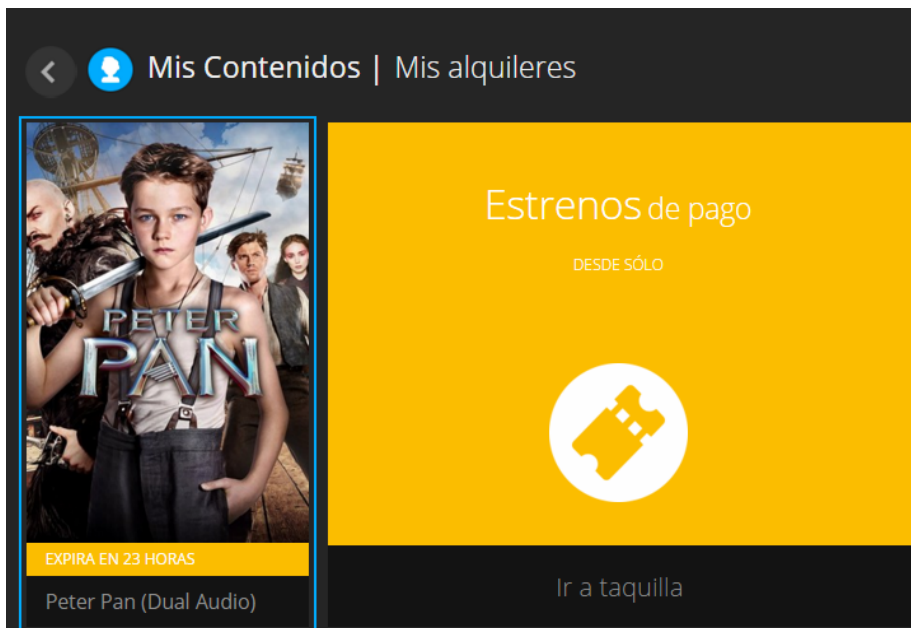 Mis Contenidos | Mis alquileres
PETER
PAN
EXPIRA EN 23 HORAS
Peter Pan (Dual Audio)
Estrenos de pago
DESDE SÓLO
Ir a taquilla